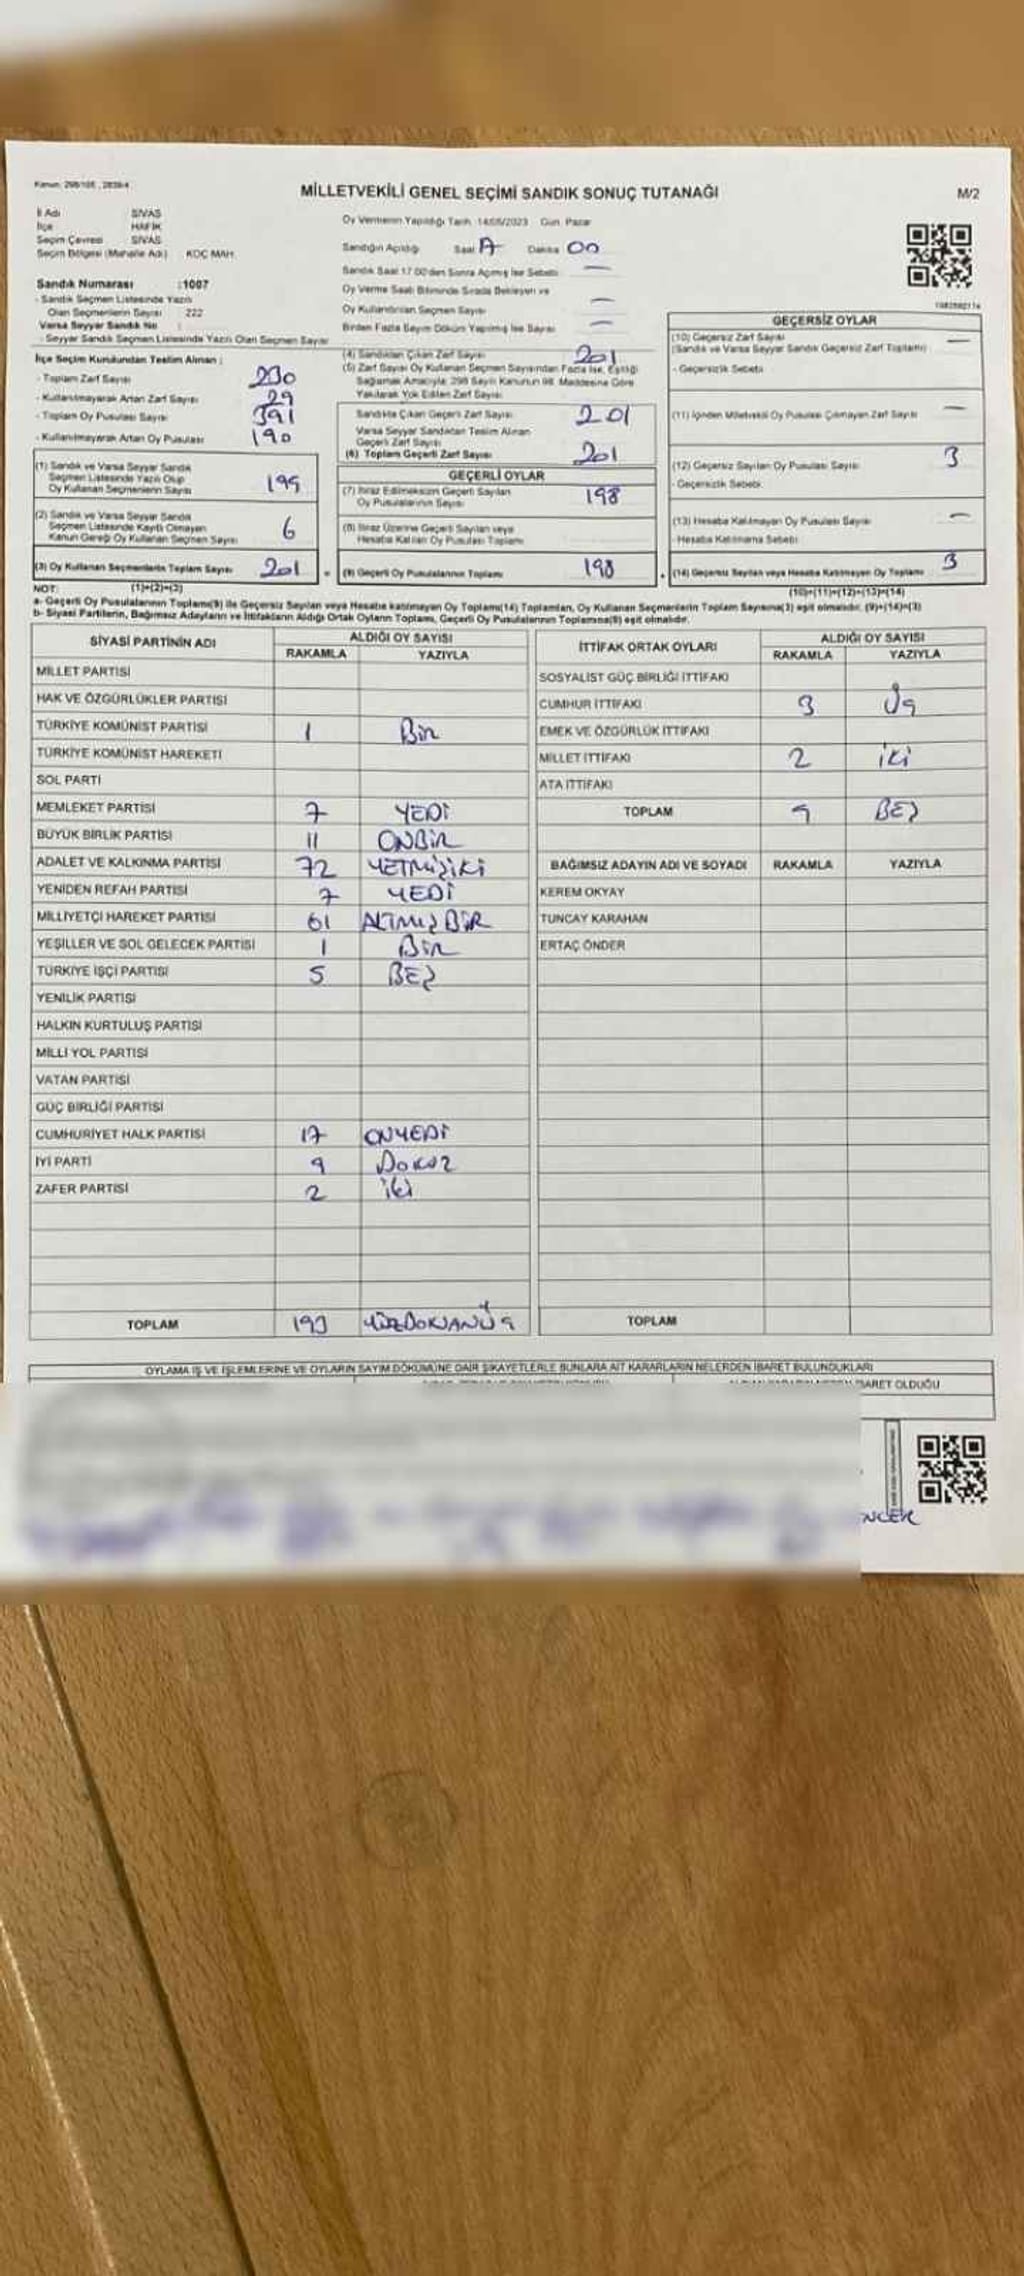 Kanun: 298/105 , 2839/4
MİLLETVEKİLİ GENEL SEÇİMİ SANDIK SONUÇ TUTANAĞI
M/2
İl Adı SİVAS
İlçe HAFİK
Seçim Çevresi SİVAS
Seçim Bölgesi (Mahalle Adı) : KOÇ MAH.
Sandık Numarası :1007
- Sandık Seçmen Listesinde Yazılı
Olan Seçmenlerin Sayısı 222
Varsa Seyyar Sandık No :
- Seyyar Sandık Seçmen Listesinde Yazılı Olan Seçmen Sayısı
İlçe Seçim Kurulundan Teslim Alınan :
- Toplam Zarf Sayısı 230
- Kullanılmayarak Artan Zarf Sayısı 29
- Toplam Oy Pusulası Sayısı 391
- Kullanılmayarak Artan Oy Pusulası 190
(1) Sandık ve Varsa Seyyar Sandık
Seçmen Listesinde Yazılı Olup
Oy Kullanan Seçmenlerin Sayısı 195
(2) Sandık ve Varsa Seyyar Sandık
Seçmen Listesinde Kayıtlı Olmayan
Kanun Gereği Oy Kullanan Seçmen Sayısı 6
(3) Oy Kullanan Seçmenlerin Toplam Sayısı 201
Oy Vermenin Yapıldığı Tarih: 14/05/2023 Gün: Pazar
Sandığın Açıldığı Saat 17 Dakika 00
Sandık Saat 17.00'den Sonra Açılmış İse Sebebi —
Oy Verme Saati Bitiminde Sırada Bekleyen ve
Oy Kullandırılan Seçmen Sayısı —
Birden Fazla Sayım Döküm Yapılmış İse Sayısı —
(4) Sandıktan Çıkan Zarf Sayısı 201
(5) Zarf Sayısı Oy Kullanan Seçmen Sayısından Fazla İse, Eşitliği
Sağlamak Amacıyla 298 Sayılı Kanunun 98. Maddesine Göre
Yakılarak Yok Edilen Zarf Sayısı
Sandıkta Çıkan Geçerli Zarf Sayısı 201
Varsa Seyyar Sandıktan Teslim Alınan
Geçerli Zarf Sayısı
(6) Toplam Geçerli Zarf Sayısı 201
GEÇERLİ OYLAR
(7) İtiraz Edilmeksizin Geçerli Sayılan
Oy Pusulalarının Sayısı 198
(8) İtiraz Üzerine Geçerli Sayılan veya
Hesaba Katılan Oy Pusulası Toplamı
(9) Geçerli Oy Pusulalarının Toplamı 198
GEÇERSİZ OYLAR
(10) Geçersiz Zarf Sayısı —
(Sandık ve Varsa Seyyar Sandık Geçersiz Zarf Toplamı)
- Geçersizlik Sebebi
(11) İçinden Milletvekili Oy Pusulası Çıkmayan Zarf Sayısı —
(12) Geçersiz Sayılan Oy Pusulası Sayısı 3
- Geçersizlik Sebebi
(13) Hesaba Katılmayan Oy Pusulası Sayısı —
- Hesaba Katılmama Sebebi
(14) Geçersiz Sayılan veya Hesaba Katılmayan Oy Toplamı 3
NOT: (1)+(2)=(3) (10)+(11)+(12)+(13)=(14)
a- Geçerli Oy Pusulalarının Toplamı(9) ile Geçersiz Sayılan veya Hesaba katılmayan Oy Toplamı(14) Toplamları, Oy Kullanan Seçmenlerin Toplam Sayısına(3) eşit olmalıdır. (9)+(14)=(3)
b- Siyasi Partilerin, Bağımsız Adayların ve İttifakların Aldığı Ortak Oyların Toplamı, Geçerli Oy Pusulalarının Toplamına(9) eşit olmalıdır.
SİYASİ PARTİNİN ADI ALDIĞI OY SAYISI
RAKAMLA YAZIYLA
MİLLET PARTİSİ
HAK VE ÖZGÜRLÜKLER PARTİSİ
TÜRKİYE KOMÜNİST PARTİSİ 1 Bir
TÜRKİYE KOMÜNİST HAREKETİ
SOL PARTİ
MEMLEKET PARTİSİ 7 YEDİ
BÜYÜK BİRLİK PARTİSİ 11 ONBİR
ADALET VE KALKINMA PARTİSİ 72 YETMİŞİKİ
YENİDEN REFAH PARTİSİ 7 YEDİ
MİLLİYETÇİ HAREKET PARTİSİ 61 ALTMIŞ BİR
YEŞİLLER VE SOL GELECEK PARTİSİ 1 BİR
TÜRKİYE İŞÇİ PARTİSİ 5 BEŞ
YENİLİK PARTİSİ
HALKIN KURTULUŞ PARTİSİ
MİLLİ YOL PARTİSİ
VATAN PARTİSİ
GÜÇ BİRLİĞİ PARTİSİ
CUMHURİYET HALK PARTİSİ 17 ONYEDİ
İYİ PARTİ 9 DOKUZ
ZAFER PARTİSİ 2 iki
TOPLAM 193 YÜZDOKSANÜÇ
İTTİFAK ORTAK OYLARI ALDIĞI OY SAYISI
RAKAMLA YAZIYLA
SOSYALİST GÜÇ BİRLİĞİ İTTİFAKI
CUMHUR İTTİFAKI 3 Üç
EMEK VE ÖZGÜRLÜK İTTİFAKI
MİLLET İTTİFAKI 2 iki
ATA İTTİFAKI
TOPLAM 5 BEŞ
BAĞIMSIZ ADAYIN ADI VE SOYADI RAKAMLA YAZIYLA
KEREM OKYAY
TUNCAY KARAHAN
ERTAÇ ÖNDER
TOPLAM
OYLAMA İŞ VE İŞLEMLERİNE VE OYLARIN SAYIM DÖKÜMÜNE DAİR ŞİKAYETLERLE BUNLARA AİT KARARLARIN NELERDEN İBARET BULUNDUKLARI
İBARET OLDUĞU